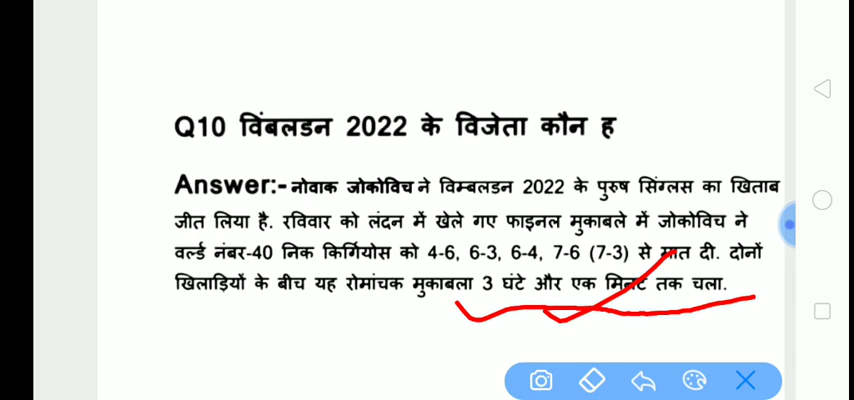 Q10 विंबलडन 2022 के विजेता कौन ह
Answer:- नोवाक जोकोविच ने विम्बलडन 2022 के पुरुष सिंग्लस का खिताब
जीत लिया है. रविवार को लंदन में खेले गए फाइनल मुकाबले में जोकोविच ने
वर्ल्ड नंबर-40 निक किर्गियोस को 4-6, 6-3, 6-4, 7-6 (7-3) से मात दी. दोनों
खिलाड़ियों के बीच यह रोमांचक मुकाबला 3 घंटे और एक मिनट तक चला.